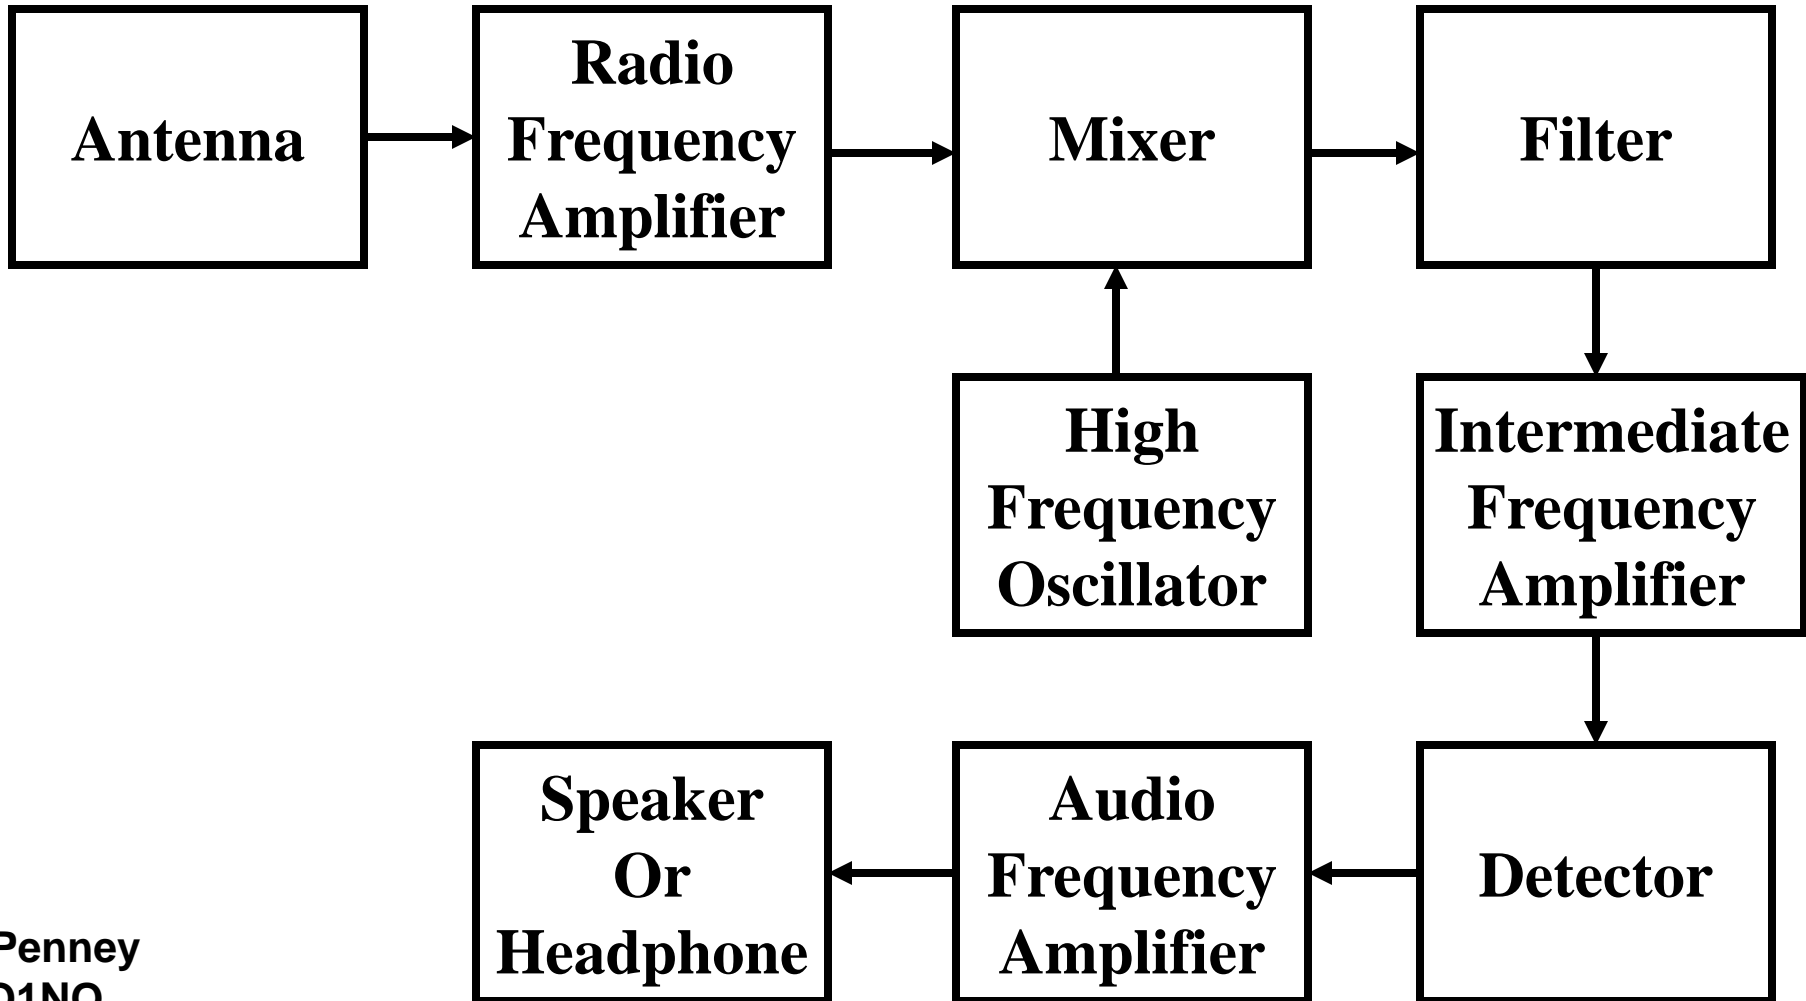 Antenna
Radio
Frequency
Amplifier
Mixer
Filter
High
Frequency
Oscillator
Intermediate
Frequency
Amplifier
Speaker
Or
Headphone
Audio
Frequency
Amplifier
Detector
Penney